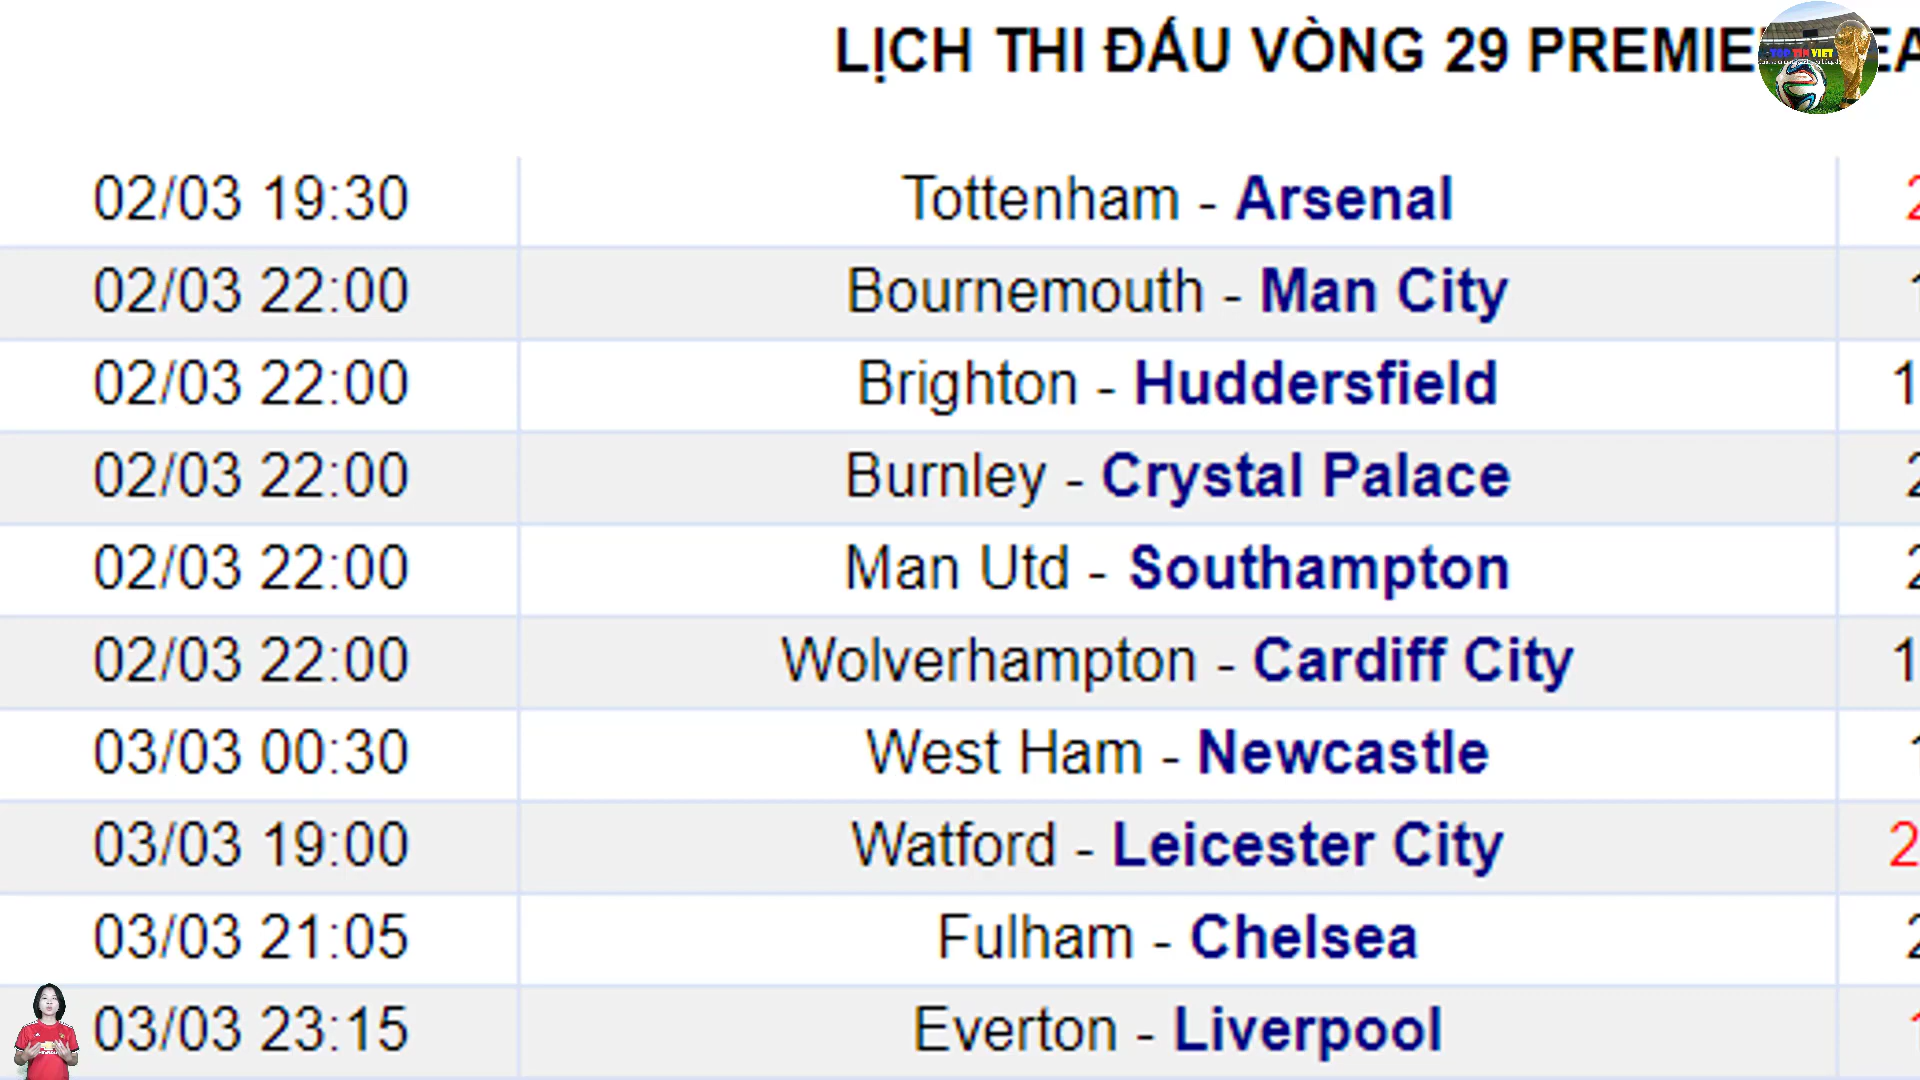 LỊCH THI ĐẤU VÒNG 29 PREMIE
TOP TIN VIET
02/03 19:30 Tottenham - Arsenal
02/03 22:00 Bournemouth - Man City
02/03 22:00 Brighton - Huddersfield
02/03 22:00 Burnley - Crystal Palace
02/03 22:00 Man Utd - Southampton
02/03 22:00 Wolverhampton - Cardiff City
03/03 00:30 West Ham - Newcastle
03/03 19:00 Watford - Leicester City
03/03 21:05 Fulham - Chelsea
03/03 23:15 Everton - Liverpool